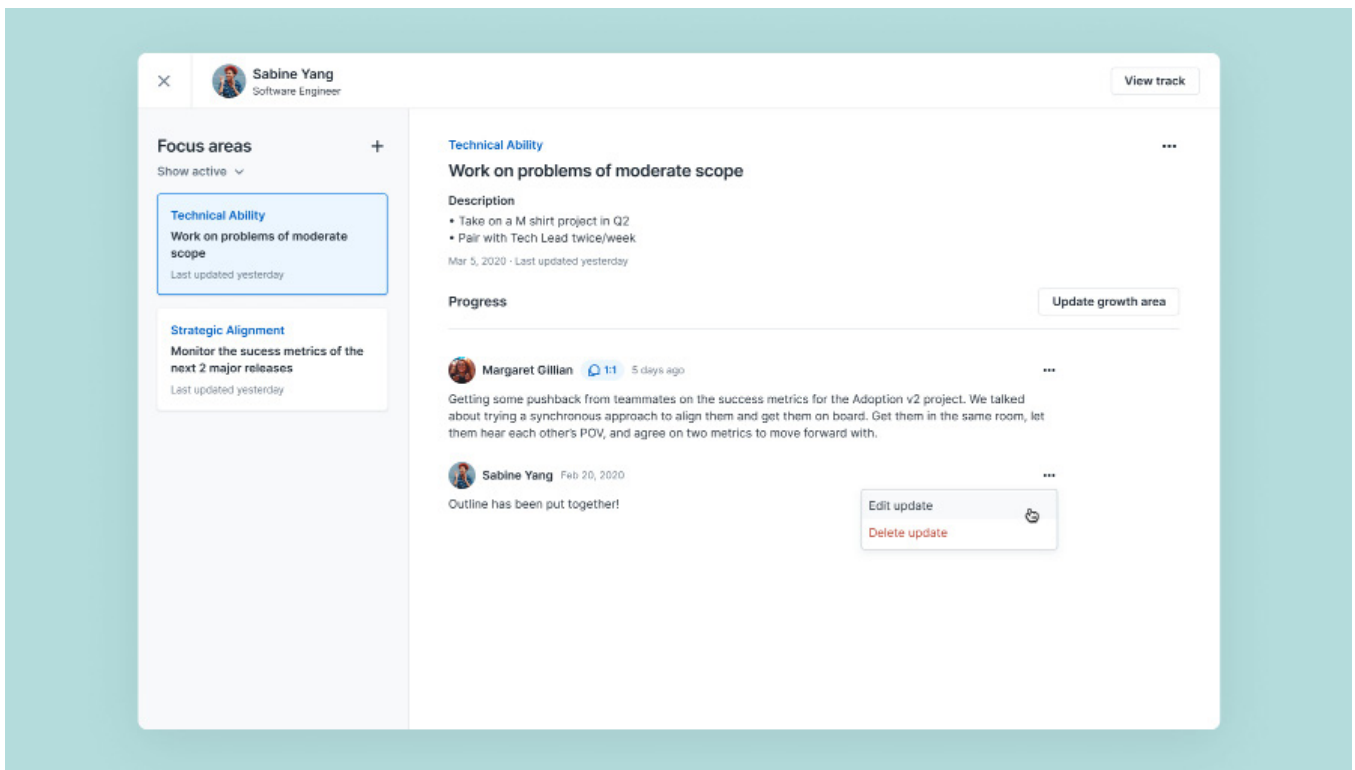 Sabine Yang
Software Engineer
View track
Focus areas
Show active
Technical Ability
Work on problems of moderate
scope
Last updated yesterday
Strategic Alignment
Monitor the sucess metrics of the
next 2 major releases
Last updated yesterday
Technical Ability
Work on problems of moderate scope
Description
• Take on a M shirt project in Q2
• Pair with Tech Lead twice/week
Mar 5, 2020 · Last updated yesterday
Progress
Update growth area
Margaret Gillian 1:1 5 days ago
Getting some pushback from teammates on the success metrics for the Adoption v2 project. We talked
about trying a synchronous approach to align them and get them on board. Get them in the same room, let
them hear each other's POV, and agree on two metrics to move forward with.
Sabine Yang Feb 20, 2020
Outline has been put together!
Edit update
Delete update